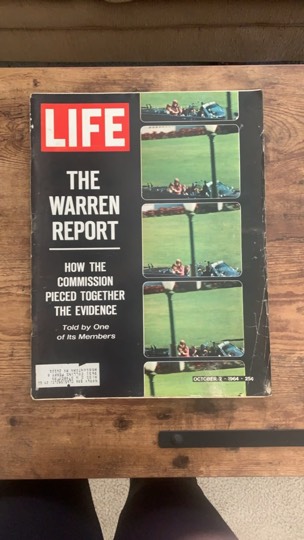 LIFE
THE
WARREN
REPORT
HOW THE
COMMISSION
PIECED TOGETHER
THE EVIDENCE
Told by One
of Its Members
OCTOBER 2 · 1964 · 25¢